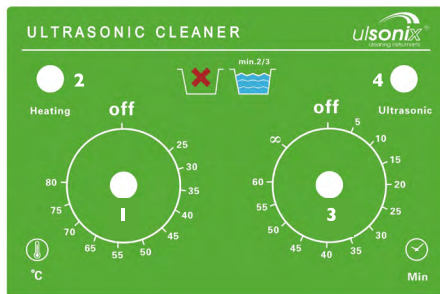 ULTRASONIC CLEANER
ulsonix
cleaning instruments
2
min.2/3
4
Heating
Ultrasonic
off
25
30
35
40
45
50
55
65
70
75
80
1
off
5
10
15
20
25
30
35
40
45
50
60
∞
3
°C
Min